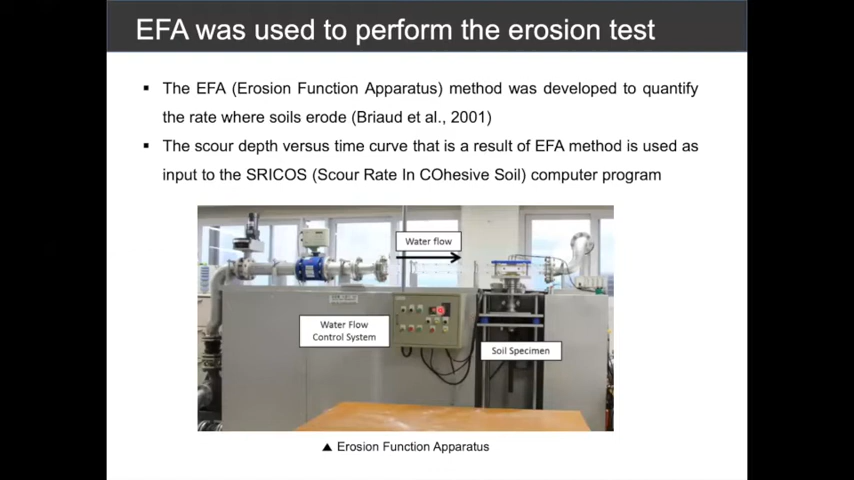 EFA was used to perform the erosion test
▪ The EFA (Erosion Function Apparatus) method was developed to quantify
the rate where soils erode (Briaud et al., 2001)
▪ The scour depth versus time curve that is a result of EFA method is used as
input to the SRICOS (Scour Rate In COhesive Soil) computer program
Water flow
Water Flow
Control System
Soil Specimen
▲ Erosion Function Apparatus